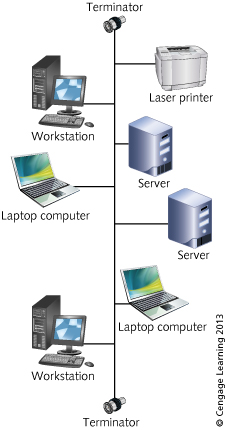 Terminator
Laser printer
Workstation
Server
Laptop computer
Server
Laptop computer
Workstation
Terminator
© Cengage Learning 2013